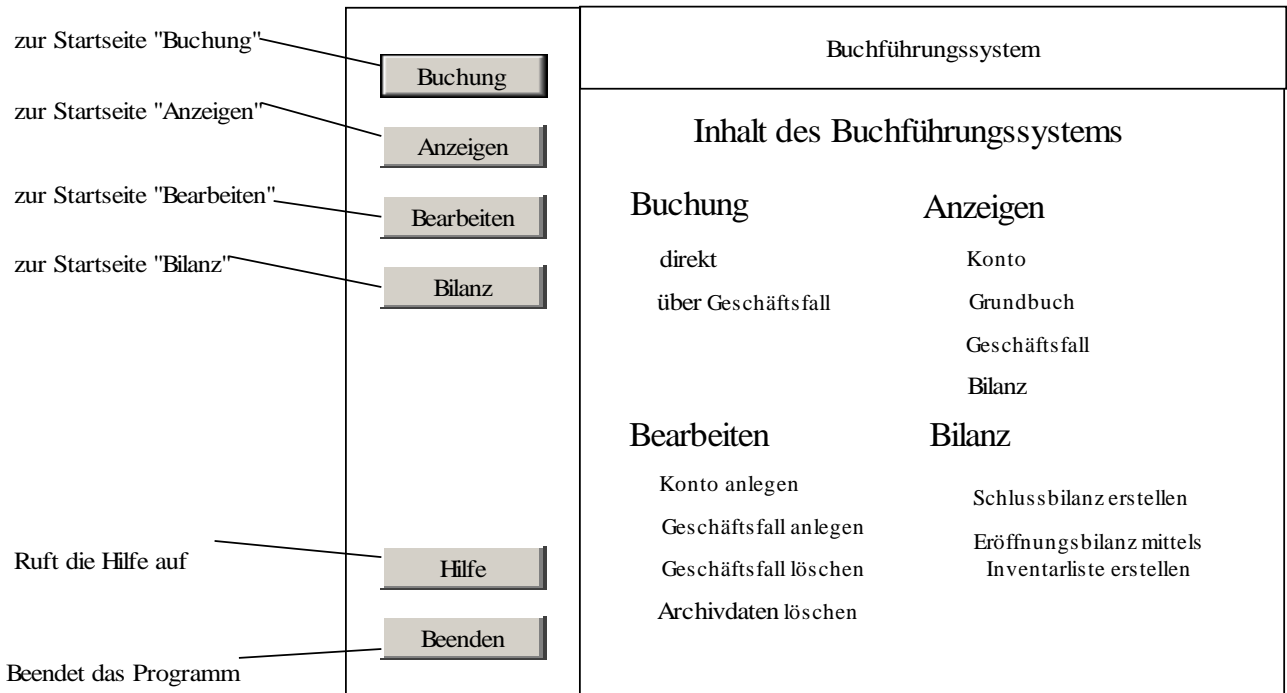 zur Startseite "Buchung"
zur Startseite "Anzeigen"
zur Startseite "Bearbeiten"
zur Startseite "Bilanz"
Ruft die Hilfe auf
Beendet das Programm
Buchung
Anzeigen
Bearbeiten
Bilanz
Hilfe
Beenden
Buchführungssystem
Inhalt des Buchführungssystems
Buchung
direkt
über Geschäftsfall
Anzeigen
Konto
Grundbuch
Geschäftsfall
Bilanz
Bearbeiten
Konto anlegen
Geschäftsfall anlegen
Geschäftsfall löschen
Archivdaten löschen
Bilanz
Schlussbilanz erstellen
Eröffnungsbilanz mittels
Inventarliste erstellen